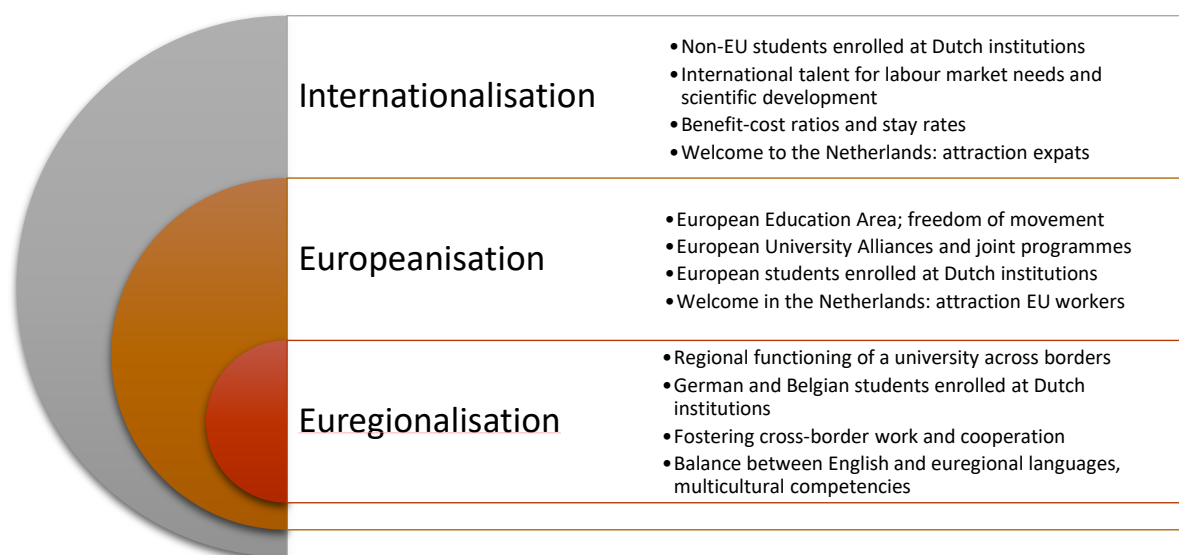 Internationalisation
•Non-EU students enrolled at Dutch institutions
•International talent for labour market needs and
scientific development
•Benefit-cost ratios and stay rates
•Welcome to the Netherlands: attraction expats
Europeanisation
•European Education Area; freedom of movement
•European University Alliances and joint programmes
•European students enrolled at Dutch institutions
•Welcome in the Netherlands: attraction EU workers
Euregionalisation
•Regional functioning of a university across borders
•German and Belgian students enrolled at Dutch
institutions
•Fostering cross-border work and cooperation
•Balance between English and euregional languages,
multicultural competencies